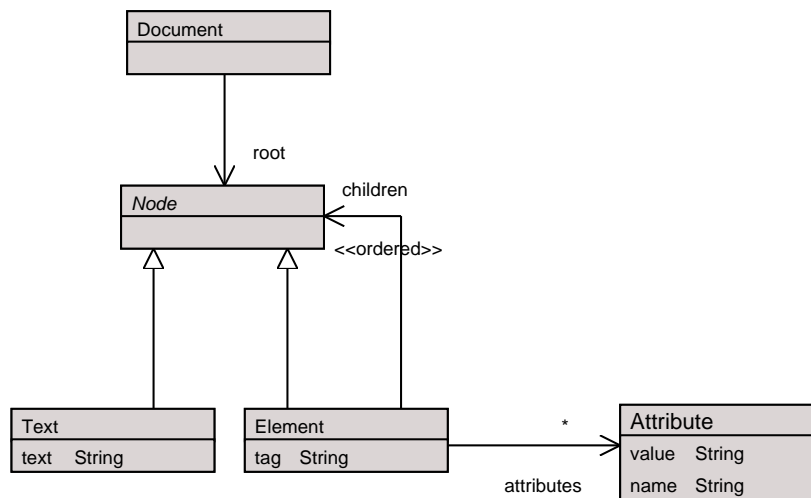 Document
root
Node
children
<<ordered>>
Text
text String
Element
tag String
*
attributes
Attribute
value String
name String